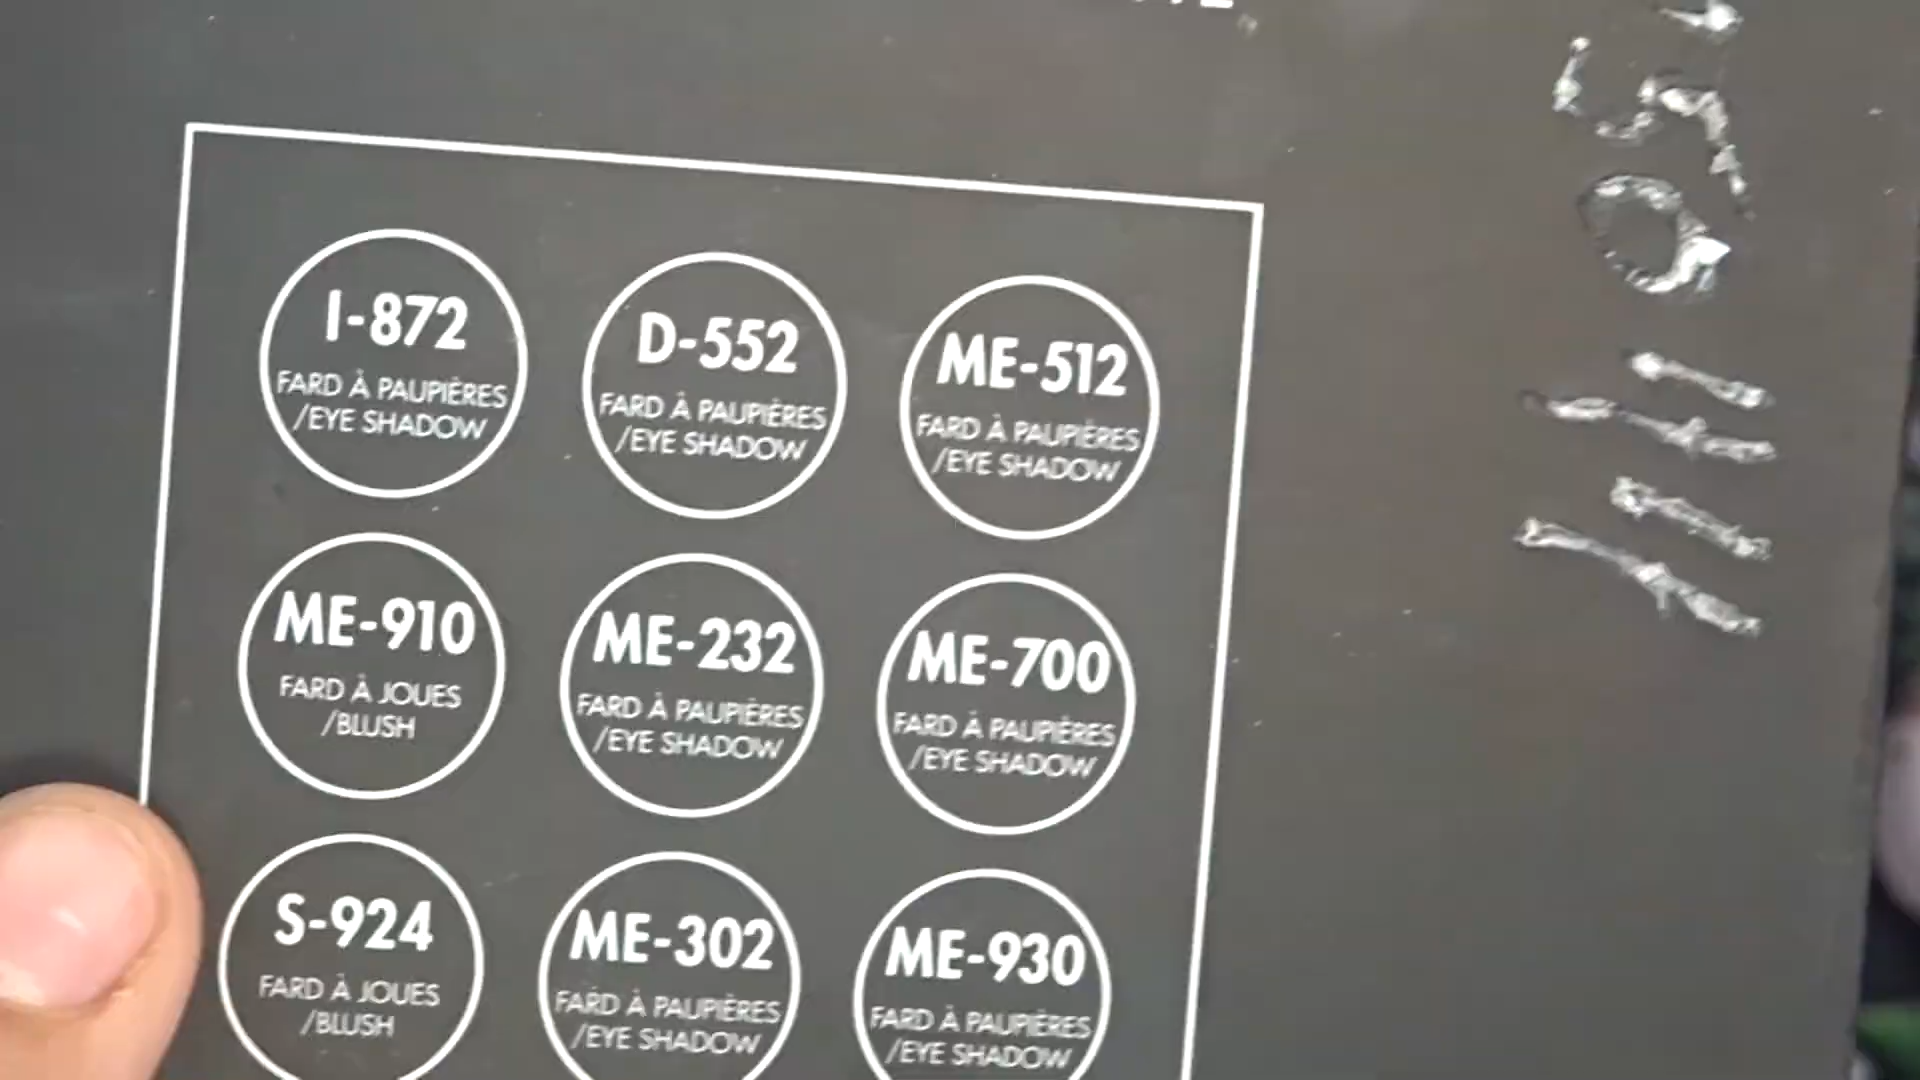 I-872
FARD À PAUPIÈRES
/EYE SHADOW
D-552
FARD À PAUPIÈRES
/EYE SHADOW
ME-512
FARD À PAUPIÈRES
/EYE SHADOW
ME-910
FARD À JOUES
/BLUSH
ME-232
FARD À PAUPIÈRES
/EYE SHADOW
ME-700
FARD À PAUPIÈRES
/EYE SHADOW
S-924
FARD À JOUES
/BLUSH
ME-302
FARD À PAUPIÈRES
/EYE SHADOW
ME-930
FARD À PAUPIÈRES
/EYE SHADOW